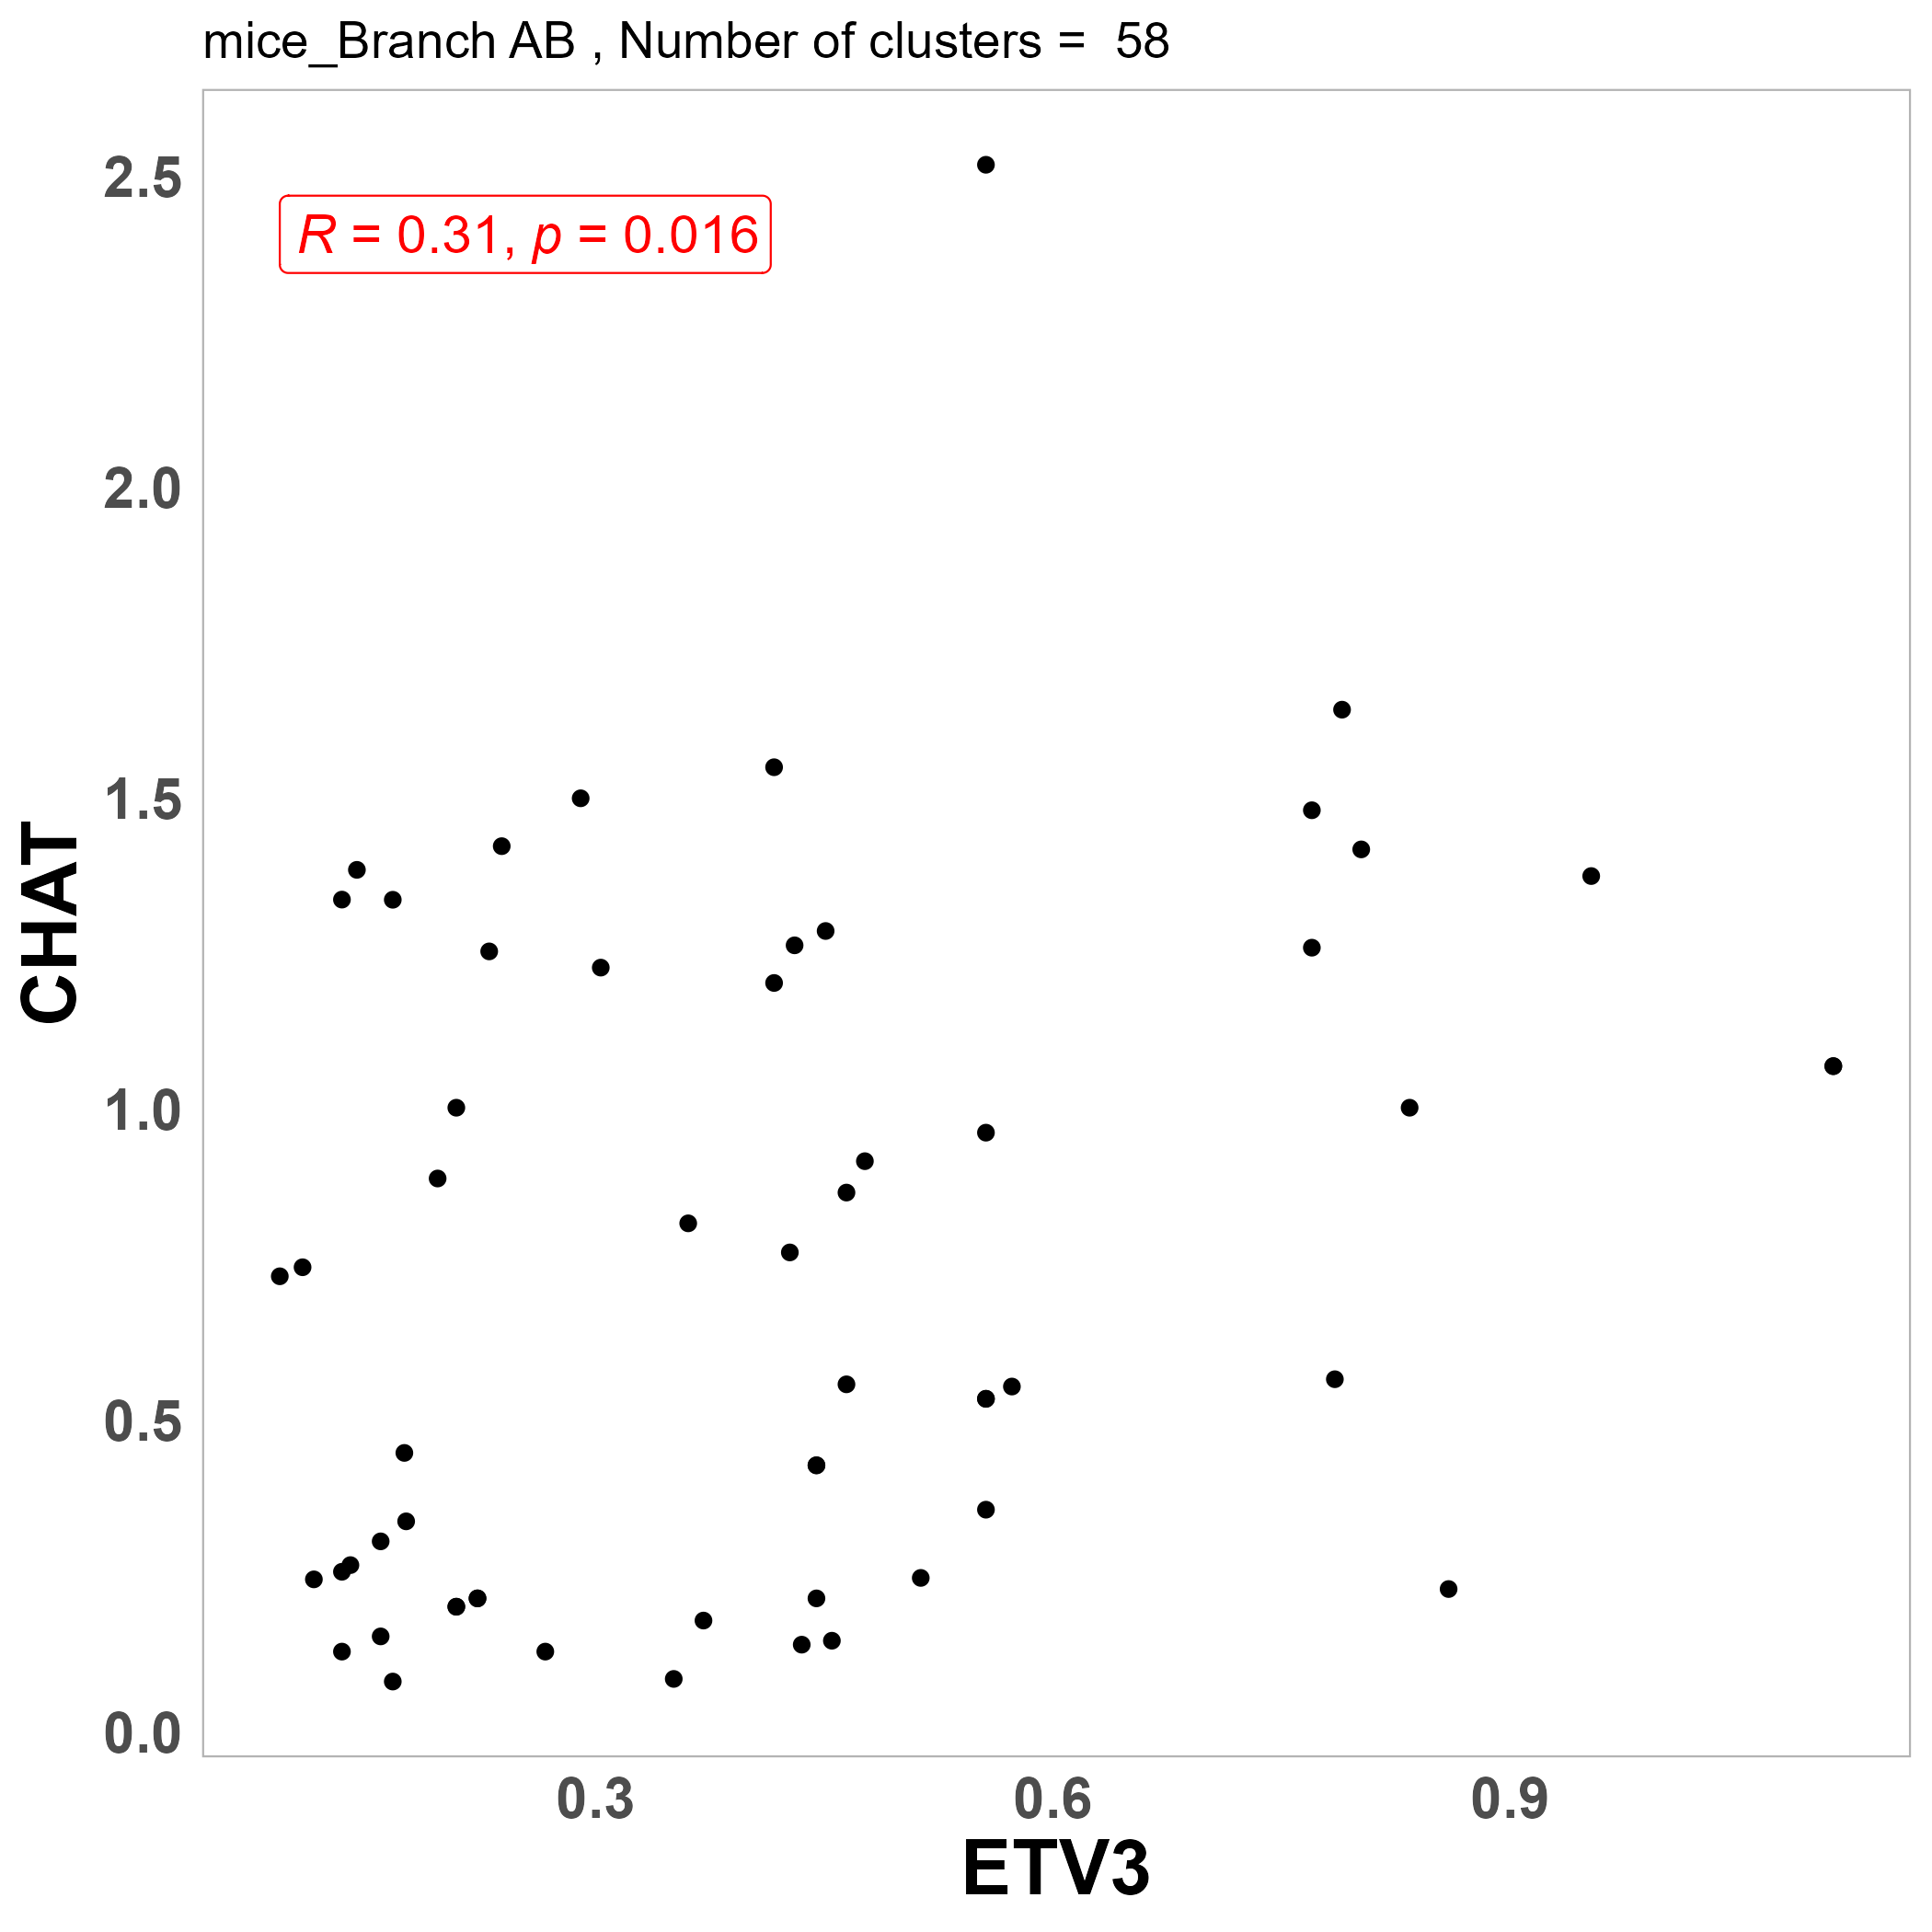 mice_Branch AB , Number of clusters =  58
R = 0.31, p = 0.016
2.5
2.0
1.5
1.0
0.5
0.0
CHAT
0.3 0.6 0.9
ETV3